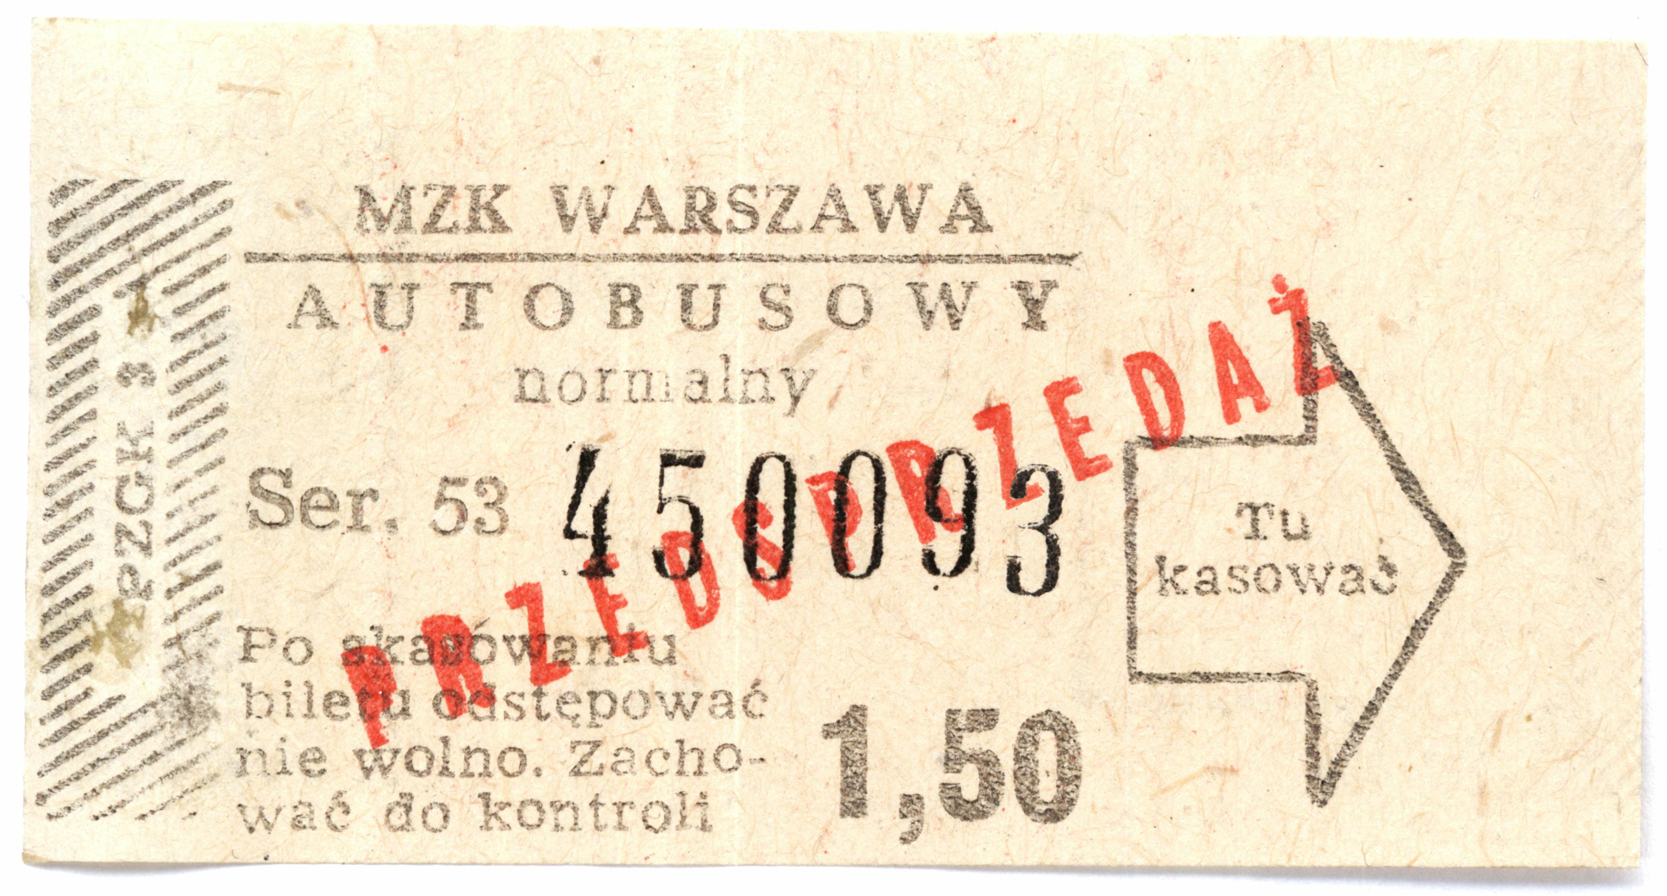 MZK WARSZAWA
AUTOBUSOWY
normalny
Ser. 53 450093
PRZEDSPRZEDAŻ
Po skasowaniu
biletu odstępować
nie wolno. Zacho-
wać do kontroli
1,50
Tu
kasować
PZGK 3